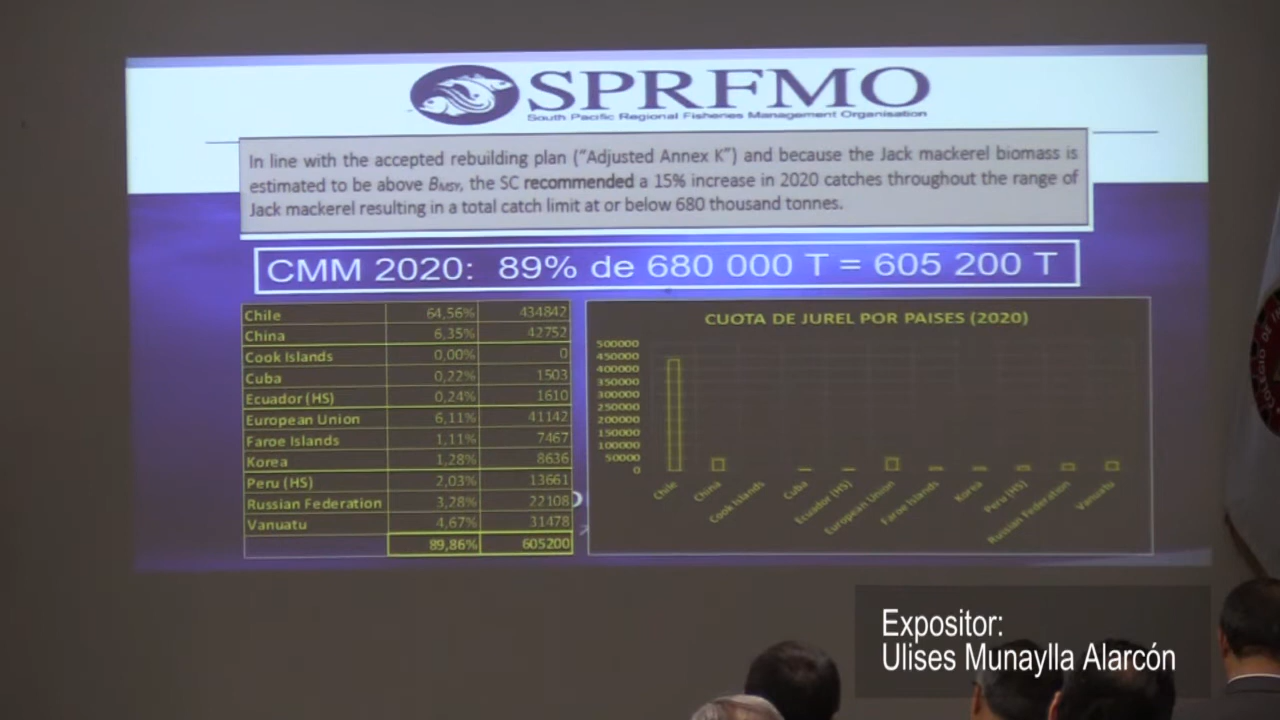 SPRFMO
South Pacific Regional Fisheries Management Organisation
In line with the accepted rebuilding plan ("Adjusted Annex K") and because the Jack mackerel biomass is
estimated to be above BMSY, the SC recommended a 15% increase in 2020 catches throughout the range of
Jack mackerel resulting in a total catch limit at or below 680 thousand tonnes.
CMM 2020: 89% de 680 000 T = 605 200 T
Chile 64,56% 434842
China 6,35% 42752
Cook Islands 0,00% 0
Cuba 0,22% 1503
Ecuador (HS) 0,24% 1610
European Union 6,11% 41142
Faroe Islands 1,11% 7467
Korea 1,28% 8636
Peru (HS) 2,03% 13661
Russian Federation 3,28% 22108
Vanuatu 4,67% 31478
89,86% 605200
CUOTA DE JUREL POR PAISES (2020)
500000
450000
400000
350000
300000
250000
200000
150000
100000
50000
0
Chile
China
Cook Islands
Cuba
Ecuador (HS)
European Union
Faroe Islands
Korea
Peru (HS)
Russian Federation
Vanuatu
COLEGIO DE
Expositor:
Ulises Munaylla Alarcón